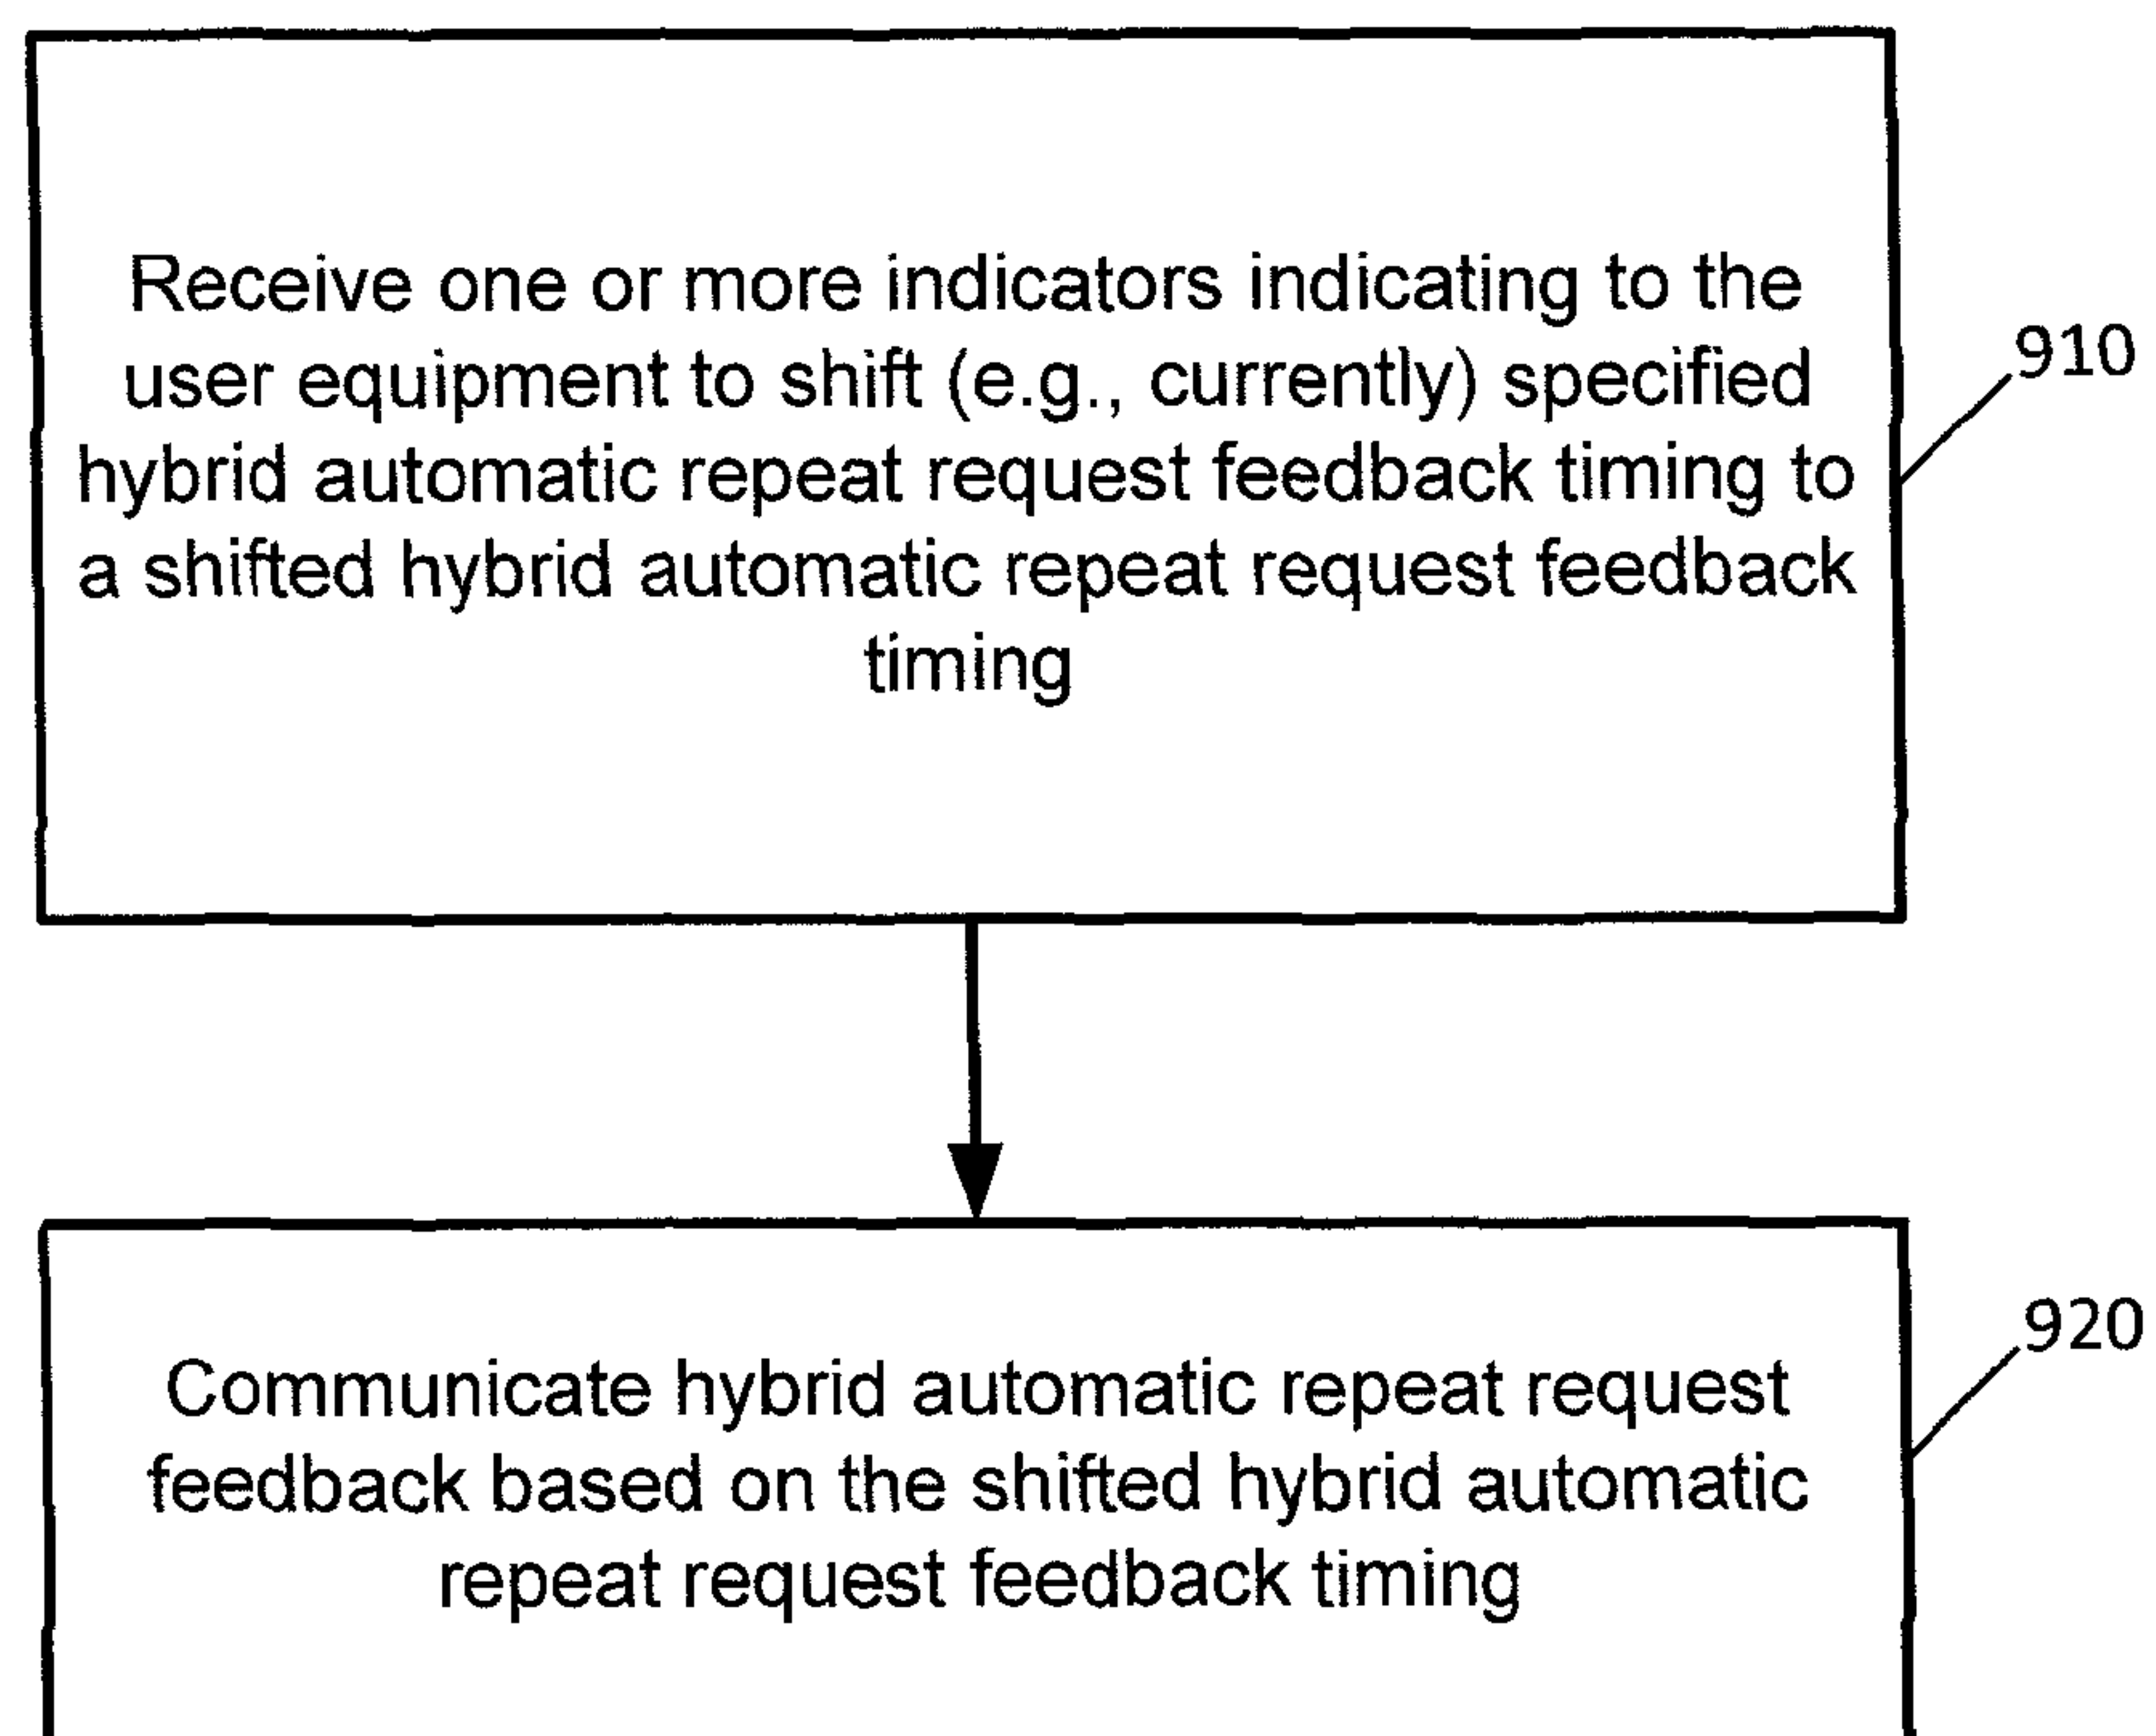 Receive one or more indicators indicating to the
user equipment to shift (e.g., currently) specified
hybrid automatic repeat request feedback timing to
a shifted hybrid automatic repeat request feedback
timing
910
Communicate hybrid automatic repeat request
feedback based on the shifted hybrid automatic
repeat request feedback timing
920